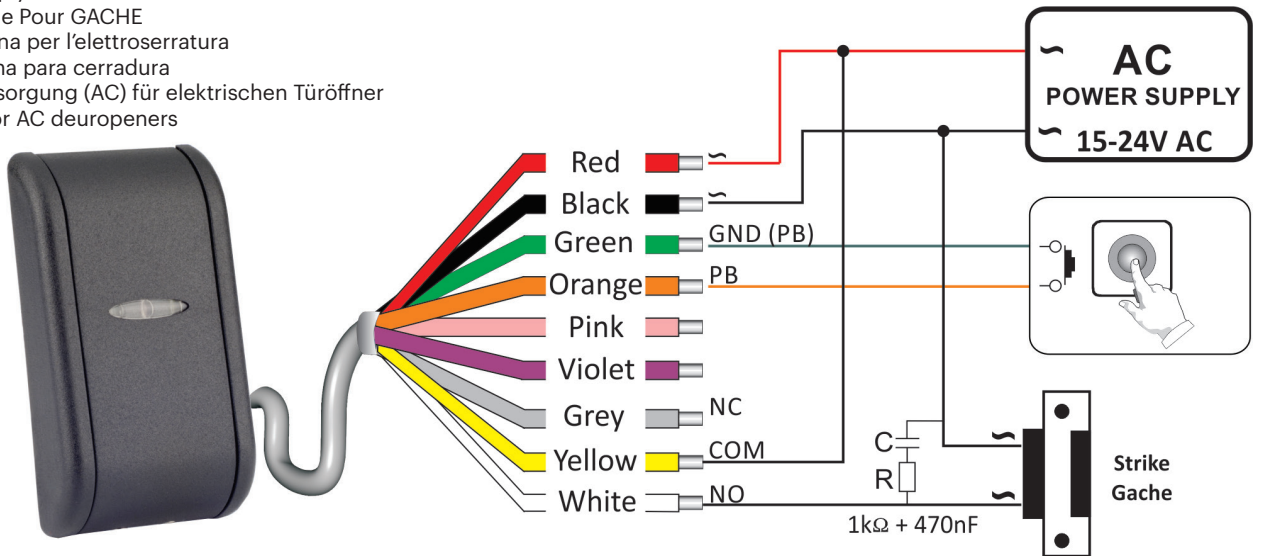 e Pour GACHE
na per l'elettroserratura
na para cerradura
sorgung (AC) für elektrischen Türöffner
or AC deuropeners
~ AC
POWER SUPPLY
~ 15-24V AC
Red ~
Black ~
Green GND (PB)
Orange PB
Pink
Violet
Grey NC
Yellow COM
White NO
C
R
1kΩ + 470nF
~
~
Strike
Gache